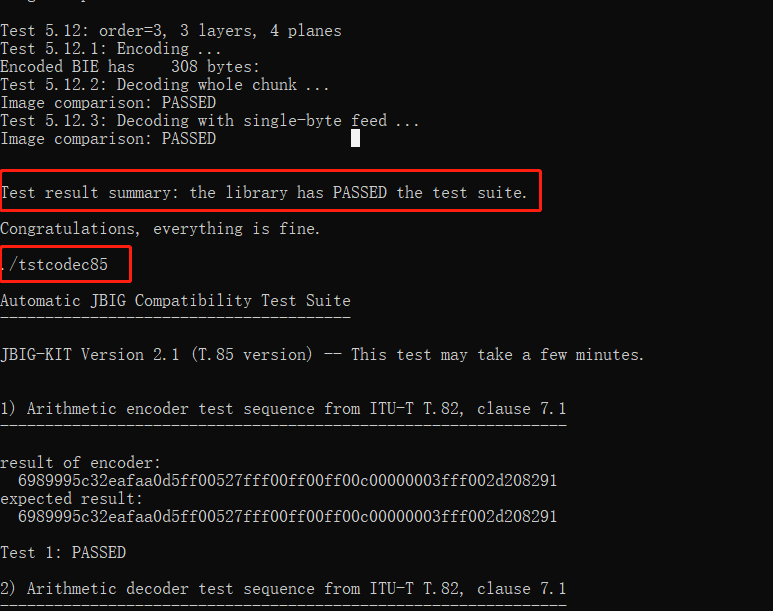 Test 5.12: order=3, 3 layers, 4 planes
Test 5.12.1: Encoding ...
Encoded BIE has    308 bytes:
Test 5.12.2: Decoding whole chunk ...
Image comparison: PASSED
Test 5.12.3: Decoding with single-byte feed ...
Image comparison: PASSED
Test result summary: the library has PASSED the test suite.
Congratulations, everything is fine.
./tstcodec85
Automatic JBIG Compatibility Test Suite
---------------------------------------
JBIG-KIT Version 2.1 (T.85 version) -- This test may take a few minutes.
1) Arithmetic encoder test sequence from ITU-T T.82, clause 7.1
---------------------------------------------------------------
result of encoder:
  6989995c32eafaa0d5ff00527fff00ff00ff00c00000003fff002d208291
expected result:
  6989995c32eafaa0d5ff00527fff00ff00ff00c00000003fff002d208291
Test 1: PASSED
2) Arithmetic decoder test sequence from ITU-T T.82, clause 7.1
---------------------------------------------------------------